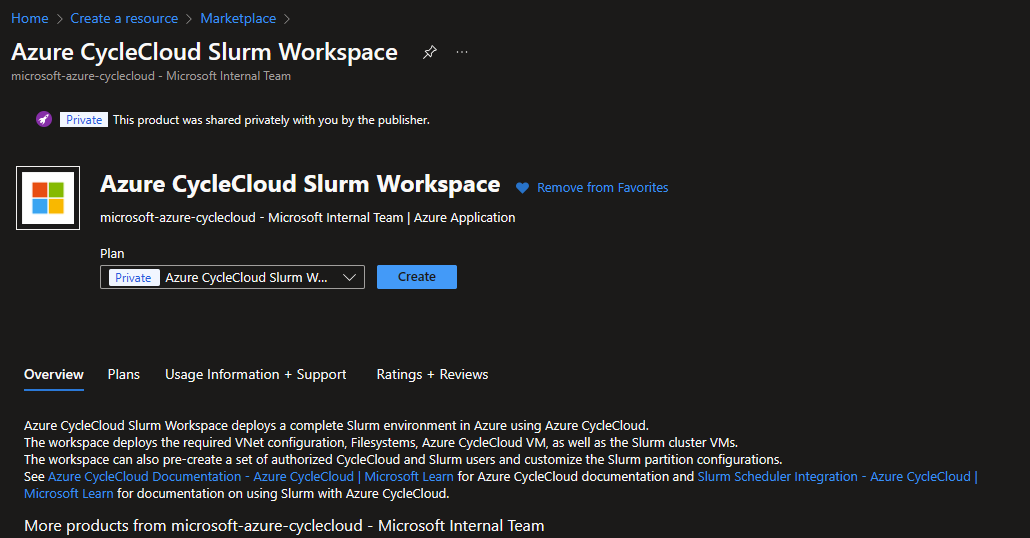 Home > Create a resource > Marketplace >
Azure CycleCloud Slurm Workspace ...
microsoft-azure-cyclecloud - Microsoft Internal Team
Private This product was shared privately with you by the publisher.
Azure CycleCloud Slurm Workspace Remove from Favorites
microsoft-azure-cyclecloud - Microsoft Internal Team | Azure Application
Plan
Private Azure CycleCloud Slurm W... Create
Overview Plans Usage Information + Support Ratings + Reviews
Azure CycleCloud Slurm Workspace deploys a complete Slurm environment in Azure using Azure CycleCloud.
The workspace deploys the required VNet configuration, Filesystems, Azure CycleCloud VM, as well as the Slurm cluster VMs.
The workspace can also pre-create a set of authorized CycleCloud and Slurm users and customize the Slurm partition configurations.
See Azure CycleCloud Documentation - Azure CycleCloud | Microsoft Learn for Azure CycleCloud documentation and Slurm Scheduler Integration - Azure CycleCloud |
Microsoft Learn for documentation on using Slurm with Azure CycleCloud.
More products from microsoft-azure-cyclecloud - Microsoft Internal Team